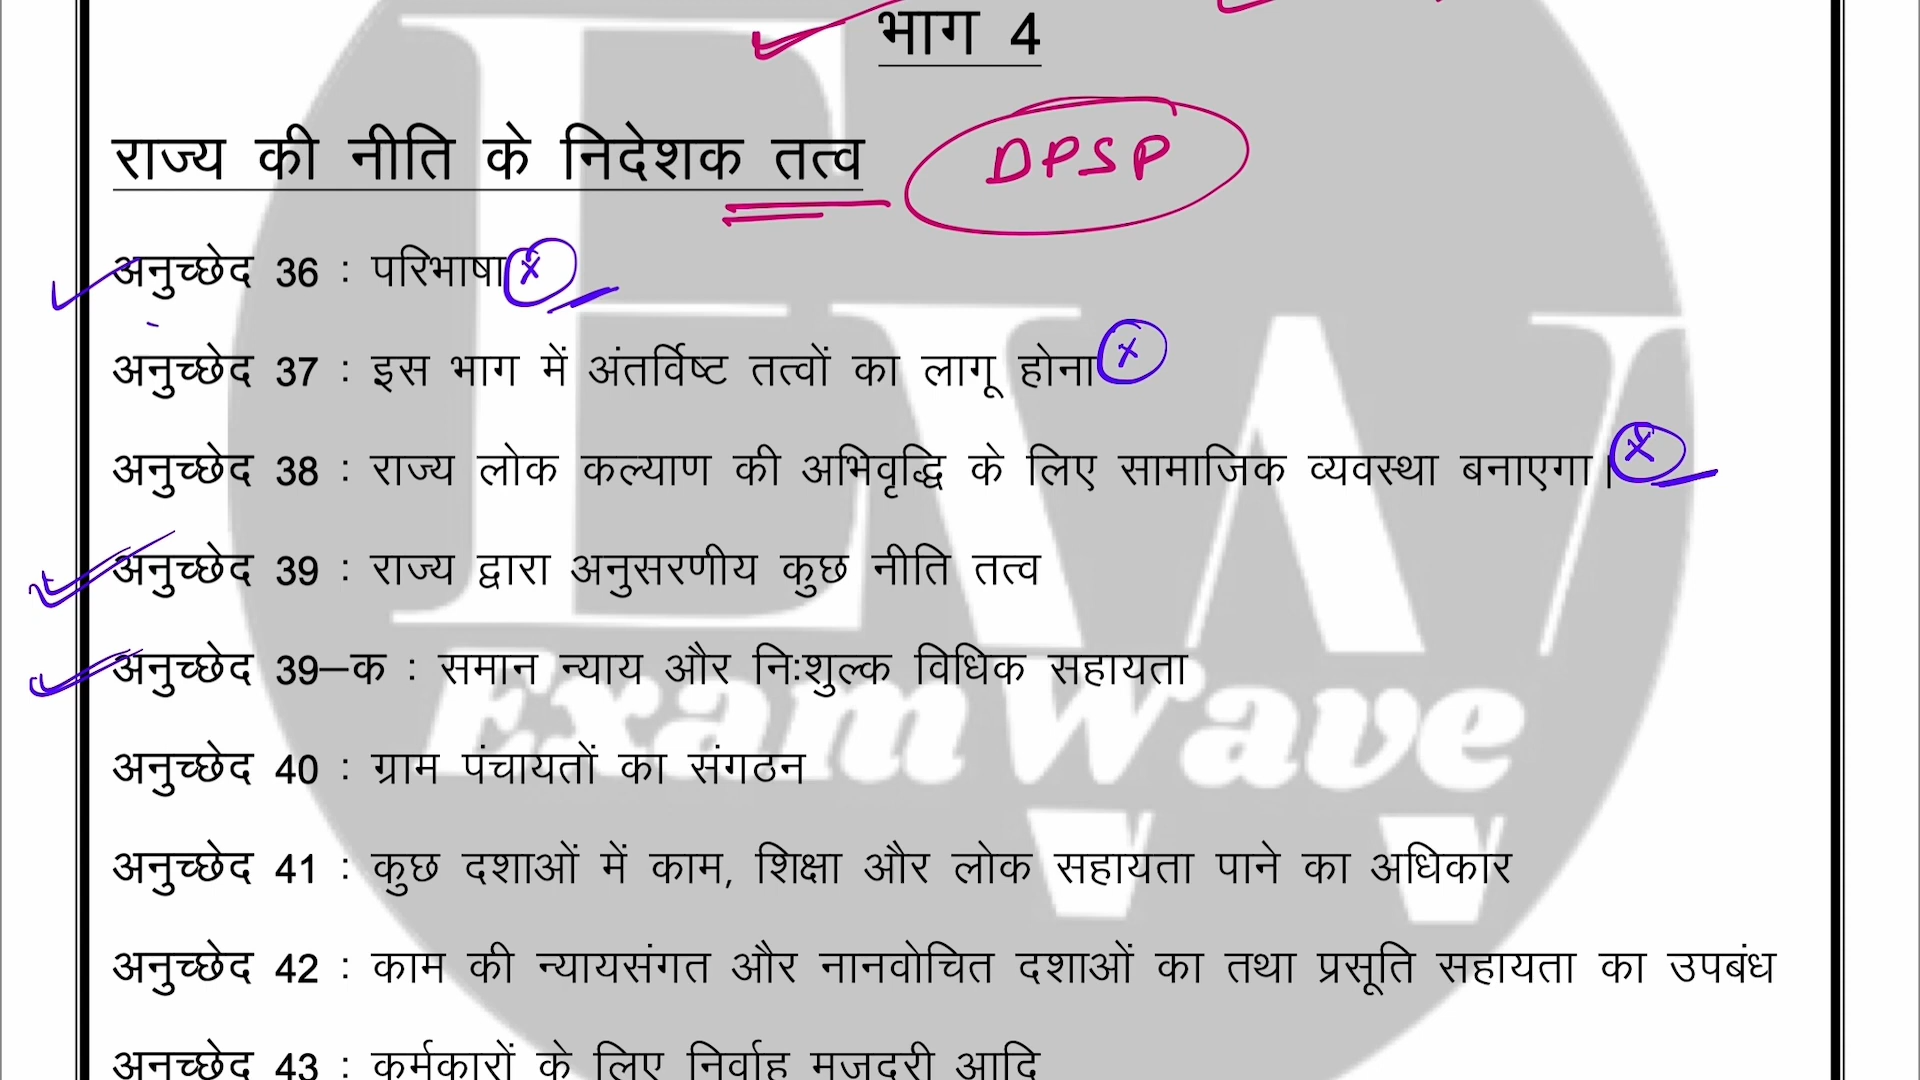 भाग 4
राज्य की नीति के निदेशक तत्व DPSP
अनुच्छेद 36 : परिभाषा x
अनुच्छेद 37 : इस भाग में अंतर्विष्ट तत्वों का लागू होना x
अनुच्छेद 38 : राज्य लोक कल्याण की अभिवृद्धि के लिए सामाजिक व्यवस्था बनाएगा। x
अनुच्छेद 39 : राज्य द्वारा अनुसरणीय कुछ नीति तत्व
अनुच्छेद 39–क : समान न्याय और निःशुल्क विधिक सहायता
अनुच्छेद 40 : ग्राम पंचायतों का संगठन
अनुच्छेद 41 : कुछ दशाओं में काम, शिक्षा और लोक सहायता पाने का अधिकार
अनुच्छेद 42 : काम की न्यायसंगत और नानवोचित दशाओं का तथा प्रसूति सहायता का उपबंध
अनुच्छेद 43 : कर्मकारों के लिए निर्वाह मजदूरी आदि
EW
ExamWave